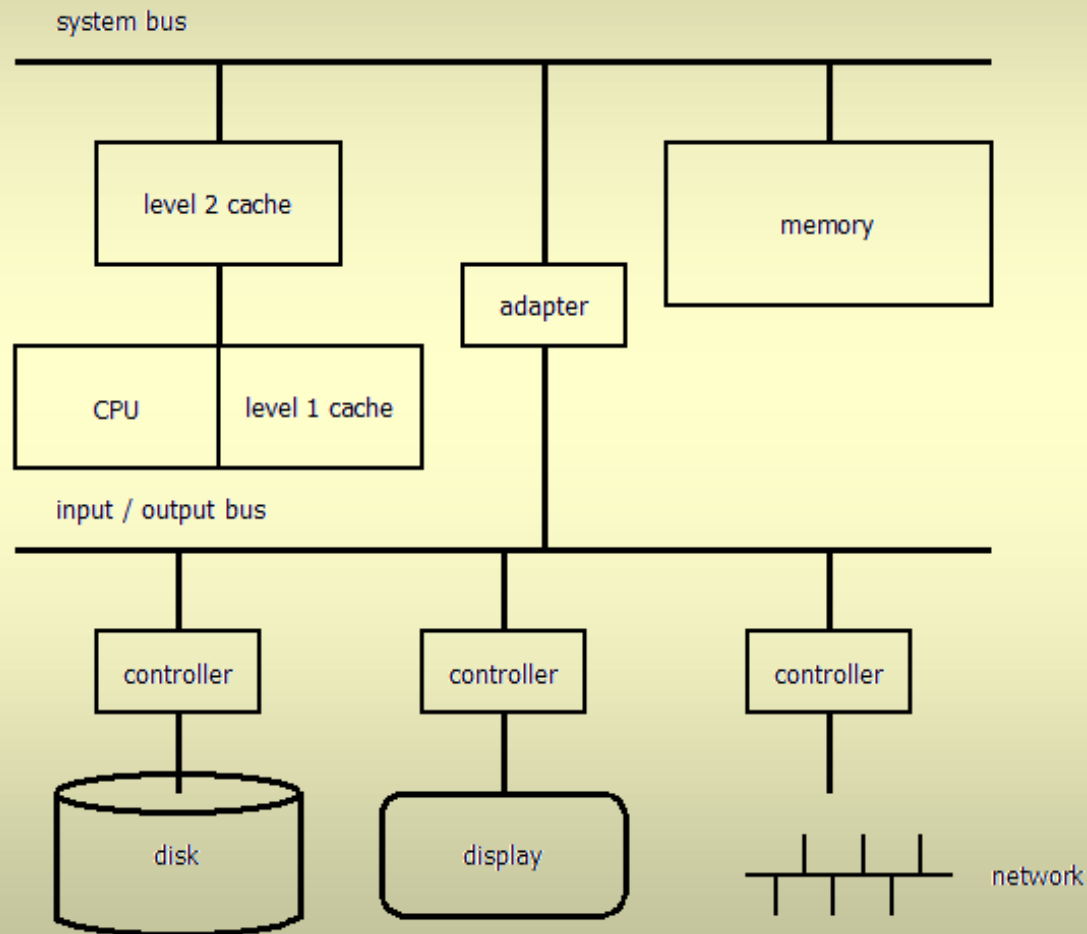 system bus
level 2 cache
memory
adapter
CPU
level 1 cache
input / output bus
controller
controller
controller
disk
display
network